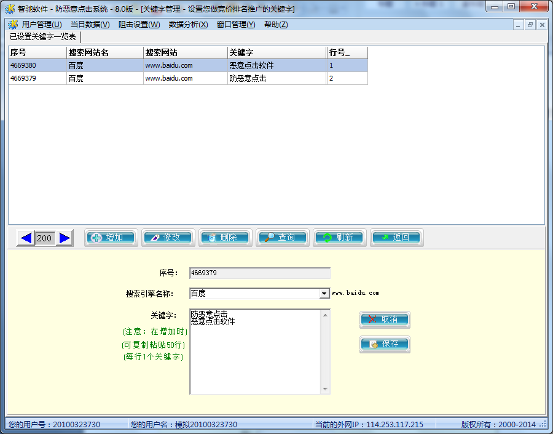 智能软件 - 防恶意点击系统 - 8.0版 - [关键字管理 - 设置您做竞价排名推广的关键字]
用户管理(U) 当日数据(V) 阻击设置(W) 数据分析(X) 窗口管理(Y) 帮助(Z)
已设置关键字一览表
序号 搜索网站名 搜索网站 关键字 行号_
4669380 百度 www.baidu.com 恶意点击软件 1
4669379 百度 www.baidu.com 防恶意点击 2
200 增加 修改 删除 查询 刷新 返回
序号: 4669379
搜索引擎名称: 百度 www.baidu.com
关键字: 防恶意点击
恶意点击软件
(注意:在增加时)
(可复制粘贴50行)
(每行1个关键字)
取消
保存
您的用户号:20100323730 您的用户名:模拟20100323730 当前的外网IP:114.253.117.215 版权所有:2000-2014